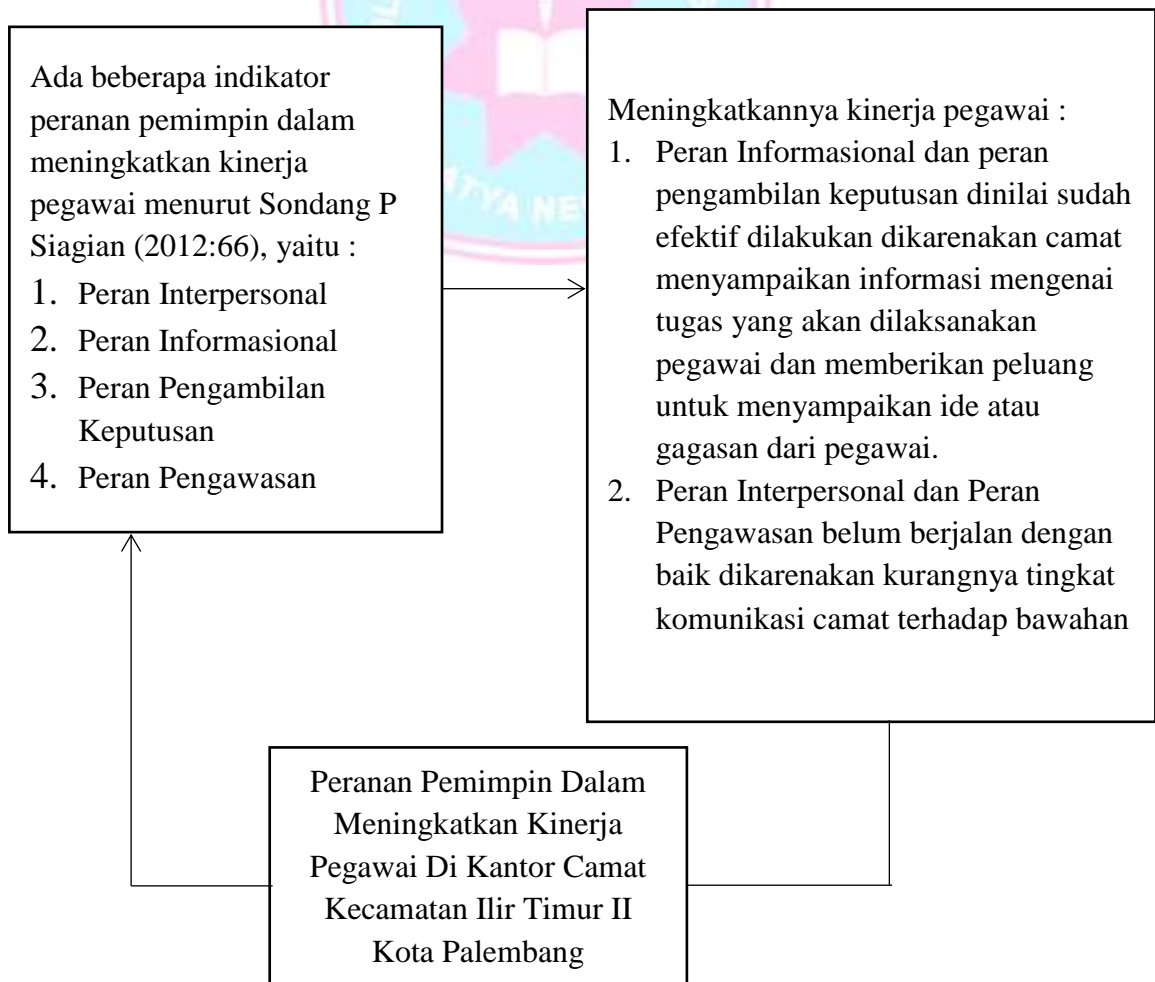 Ada beberapa indikator
peranan pemimpin dalam
meningkatkan kinerja
pegawai menurut Sondang P
Siagian (2012:66), yaitu :
1. Peran Interpersonal
2. Peran Informasional
3. Peran Pengambilan
Keputusan
4. Peran Pengawasan
Meningkatkannya kinerja pegawai :
1. Peran Informasional dan peran
pengambilan keputusan dinilai sudah
efektif dilakukan dikarenakan camat
menyampaikan informasi mengenai
tugas yang akan dilaksanakan
pegawai dan memberikan peluang
untuk menyampaikan ide atau
gagasan dari pegawai.
2. Peran Interpersonal dan Peran
Pengawasan belum berjalan dengan
baik dikarenakan kurangnya tingkat
komunikasi camat terhadap bawahan
Peranan Pemimpin Dalam
Meningkatkan Kinerja
Pegawai Di Kantor Camat
Kecamatan Ilir Timur II
Kota Palembang